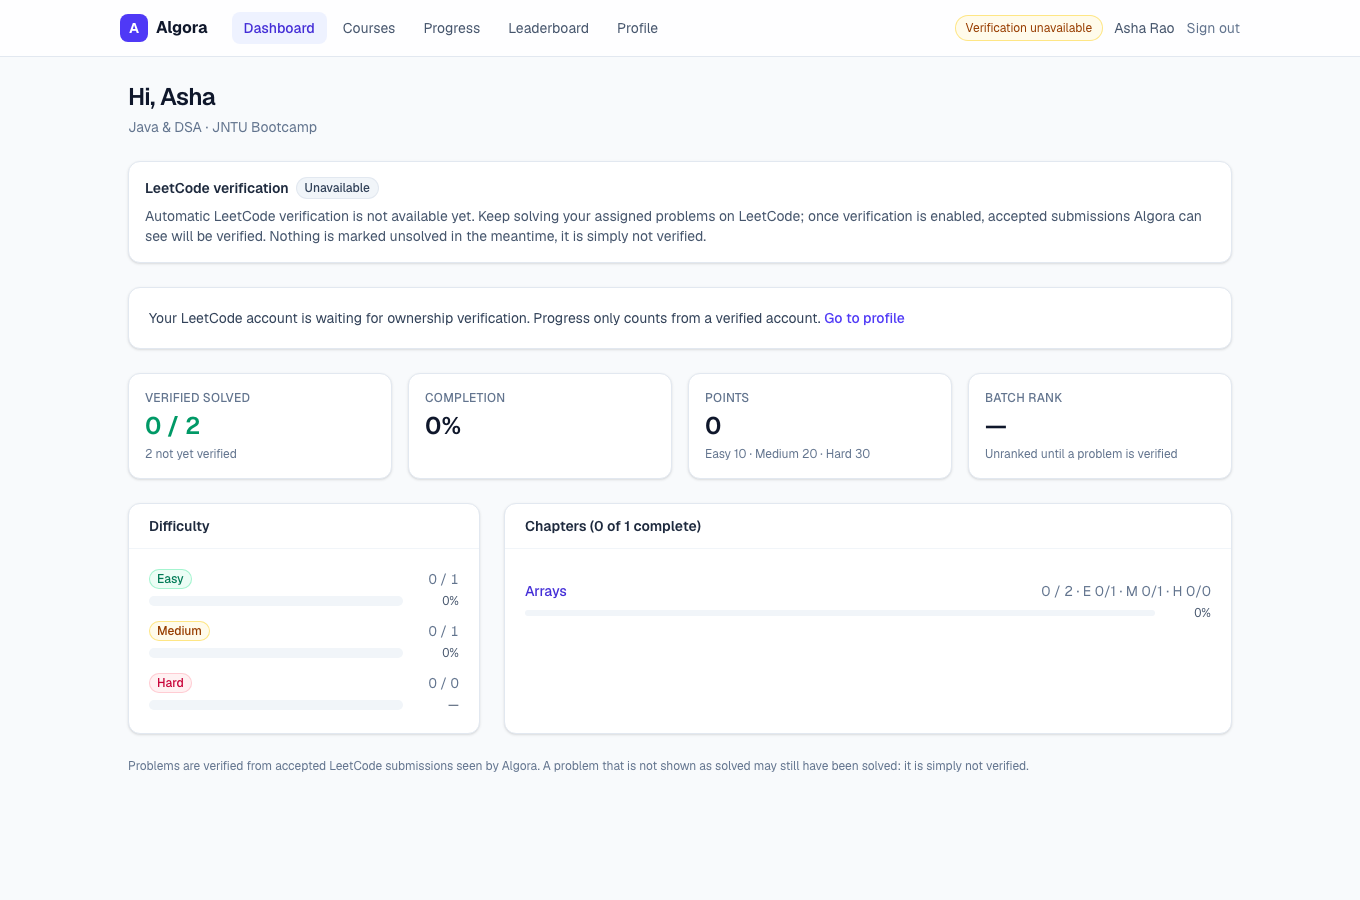 A Algora Dashboard Courses Progress Leaderboard Profile Verification unavailable Asha Rao Sign out
Hi, Asha
Java & DSA · JNTU Bootcamp
LeetCode verification Unavailable
Automatic LeetCode verification is not available yet. Keep solving your assigned problems on LeetCode; once verification is enabled, accepted submissions Algora can
see will be verified. Nothing is marked unsolved in the meantime, it is simply not verified.
Your LeetCode account is waiting for ownership verification. Progress only counts from a verified account. Go to profile
VERIFIED SOLVED
0 / 2
2 not yet verified
COMPLETION
0%
POINTS
0
Easy 10 · Medium 20 · Hard 30
BATCH RANK
—
Unranked until a problem is verified
Difficulty
Easy 0 / 1
0%
Medium 0 / 1
0%
Hard 0 / 0
—
Chapters (0 of 1 complete)
Arrays 0 / 2 · E 0/1 · M 0/1 · H 0/0
0%
Problems are verified from accepted LeetCode submissions seen by Algora. A problem that is not shown as solved may still have been solved: it is simply not verified.